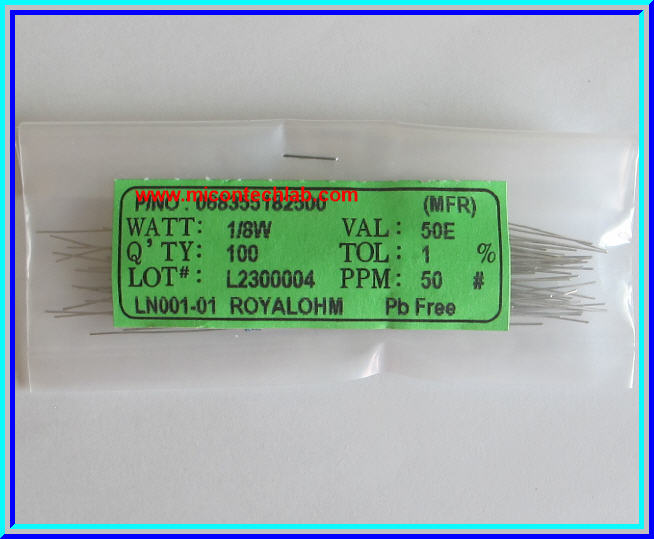 www.micontechlab.com
P/NO : 068355182500 (MFR)
WATT: 1/8W VAL: 50E
Q'TY: 100 TOL: 1 %
LOT#: L2300004 PPM: 50 #
LN001-01 ROYALOHM Pb Free